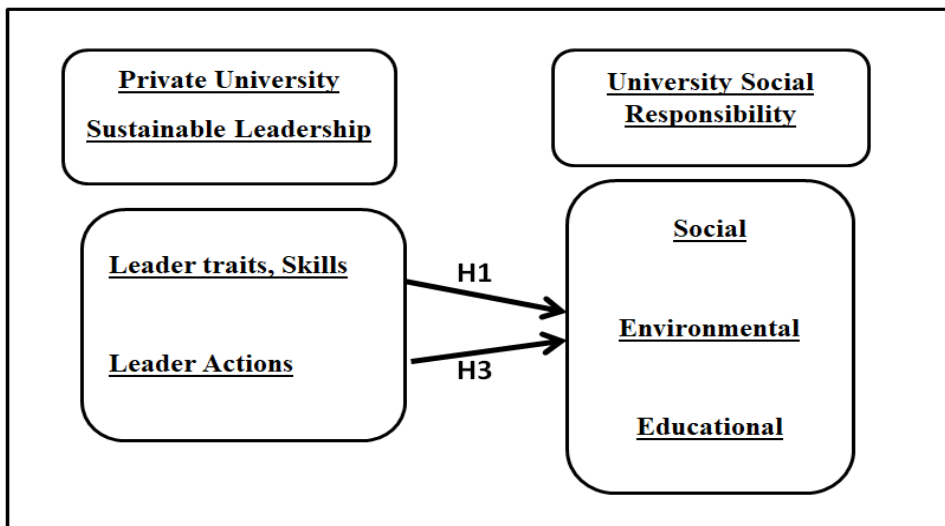 Private University
Sustainable Leadership
University Social
Responsibility
Leader traits, Skills
Leader Actions
H1
H3
Social
Environmental
Educational